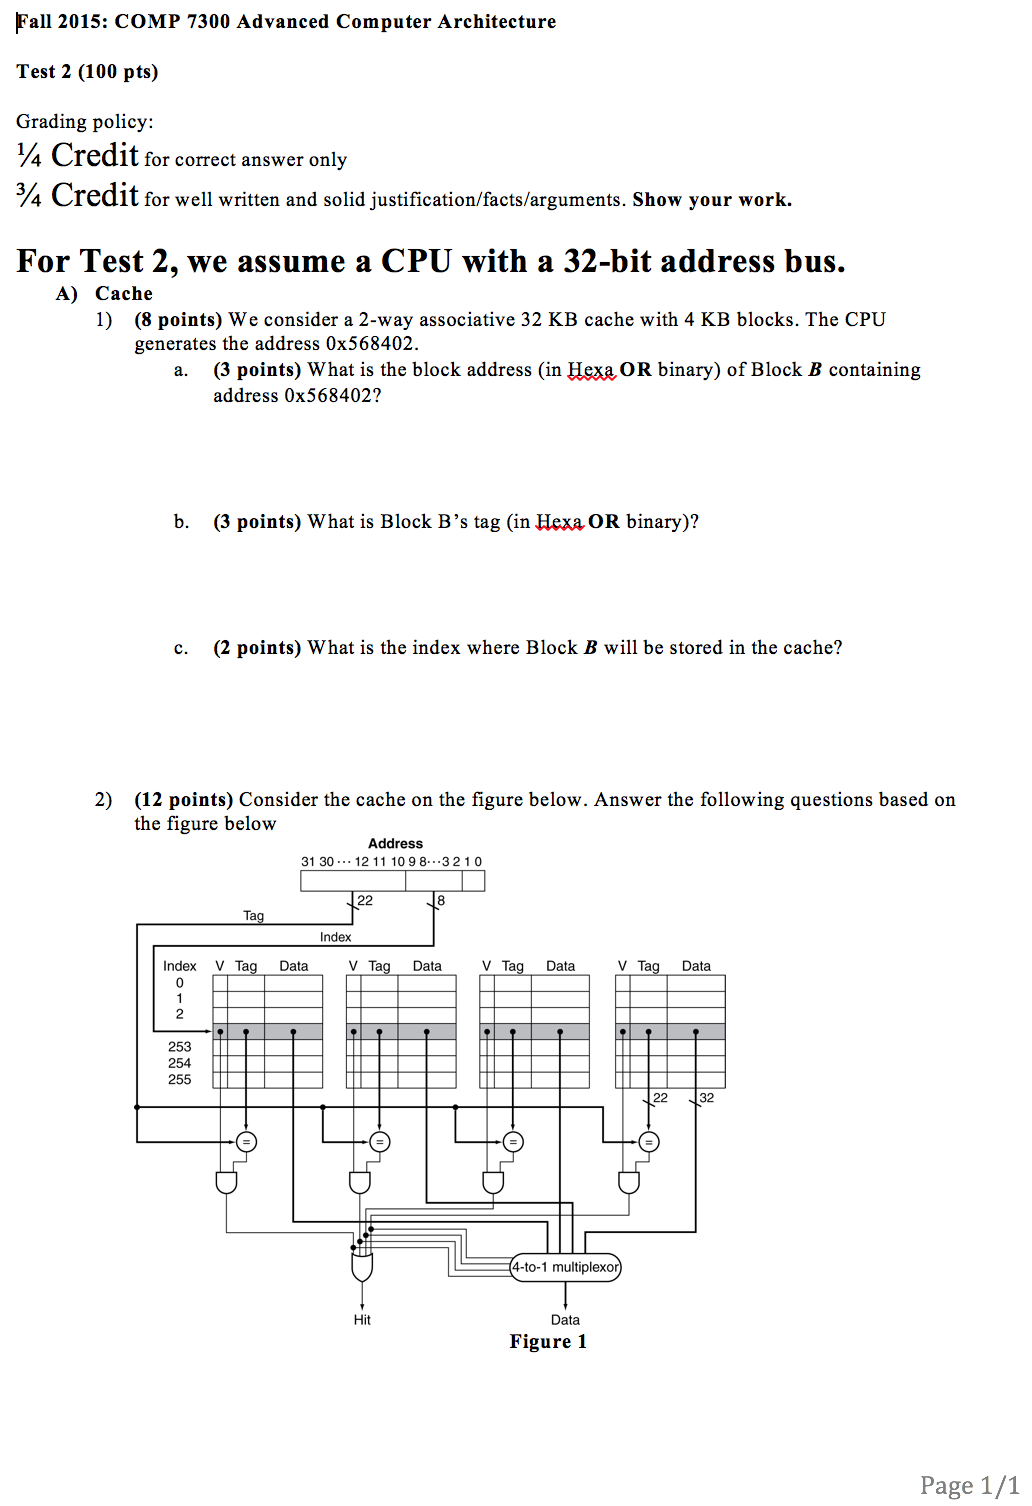 Fall 2015: COMP 7300 Advanced Computer Architecture
Test 2 (100 pts)
Grading policy:
¼ Credit for correct answer only
¾ Credit for well written and solid justification/facts/arguments. Show your work.
For Test 2, we assume a CPU with a 32-bit address bus.
A) Cache
1) (8 points) We consider a 2-way associative 32 KB cache with 4 KB blocks. The CPU
generates the address 0x568402.
a. (3 points) What is the block address (in Hexa OR binary) of Block B containing
address 0x568402?
b. (3 points) What is Block B's tag (in Hexa OR binary)?
c. (2 points) What is the index where Block B will be stored in the cache?
2) (12 points) Consider the cache on the figure below. Answer the following questions based on
the figure below
Address
31 30 ··· 12 11 10 9 8···3 2 1 0
22 8
Tag
Index
Index V Tag Data V Tag Data V Tag Data V Tag Data
0
1
2
253
254
255
22 32
= = = =
4-to-1 multiplexor
Hit Data
Figure 1
Page 1/1